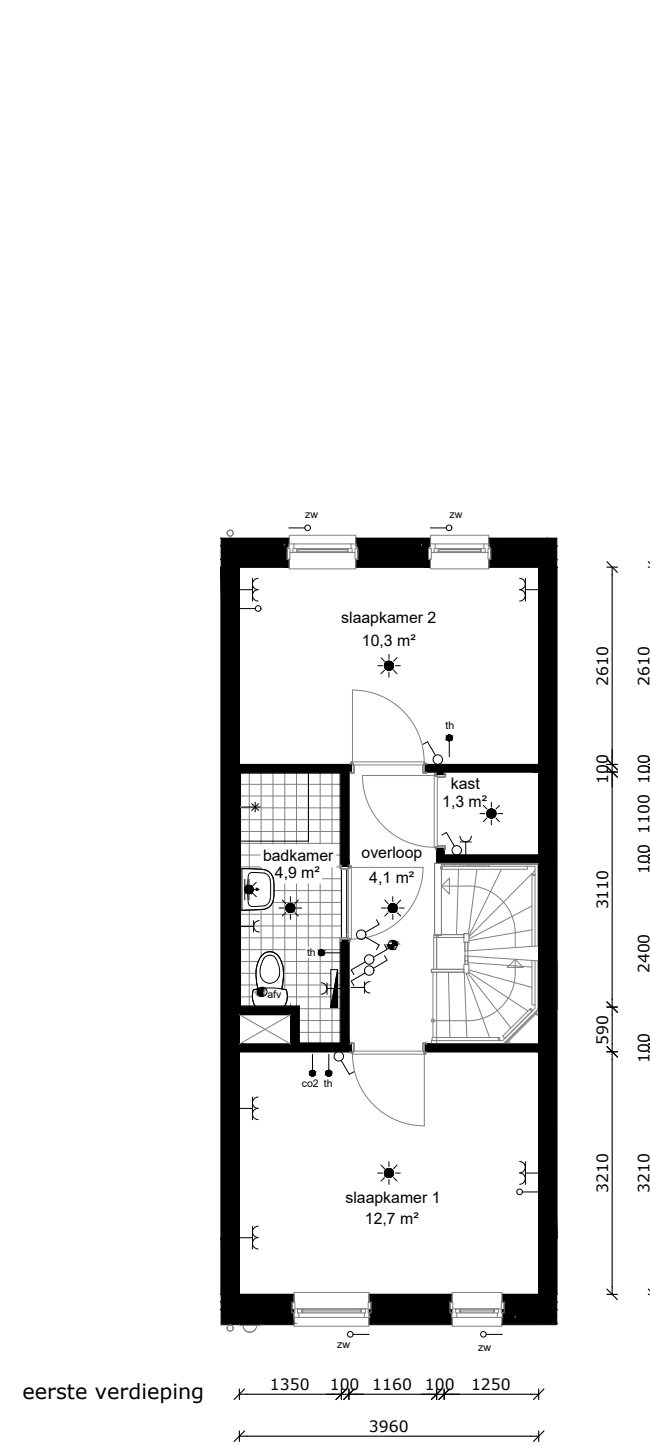 zw
zw
slaapkamer 2
10,3 m²
th
kast
1,3 m²
badkamer
4,9 m²
overloop
4,1 m²
th
afv
co2 th
slaapkamer 1
12,7 m²
zw
zw
2610
100
3110
590
3210
2610
100
1100
100
2400
100
3210
eerste verdieping
1350 100 1160 100 1250
3960